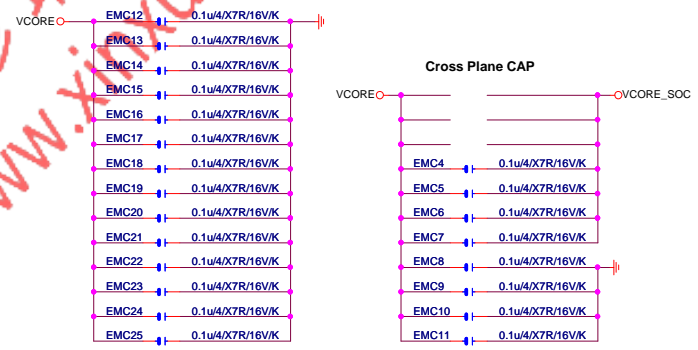 VCORE
EMC12 0.1u/4/X7R/16V/K
EMC13 0.1u/4/X7R/16V/K
EMC14 0.1u/4/X7R/16V/K
EMC15 0.1u/4/X7R/16V/K
EMC16 0.1u/4/X7R/16V/K
EMC17 0.1u/4/X7R/16V/K
EMC18 0.1u/4/X7R/16V/K
EMC19 0.1u/4/X7R/16V/K
EMC20 0.1u/4/X7R/16V/K
EMC21 0.1u/4/X7R/16V/K
EMC22 0.1u/4/X7R/16V/K
EMC23 0.1u/4/X7R/16V/K
EMC24 0.1u/4/X7R/16V/K
EMC25 0.1u/4/X7R/16V/K
Cross Plane CAP
VCORE VCORE_SOC
EMC4 0.1u/4/X7R/16V/K
EMC5 0.1u/4/X7R/16V/K
EMC6 0.1u/4/X7R/16V/K
EMC7 0.1u/4/X7R/16V/K
EMC8 0.1u/4/X7R/16V/K
EMC9 0.1u/4/X7R/16V/K
EMC10 0.1u/4/X7R/16V/K
EMC11 0.1u/4/X7R/16V/K